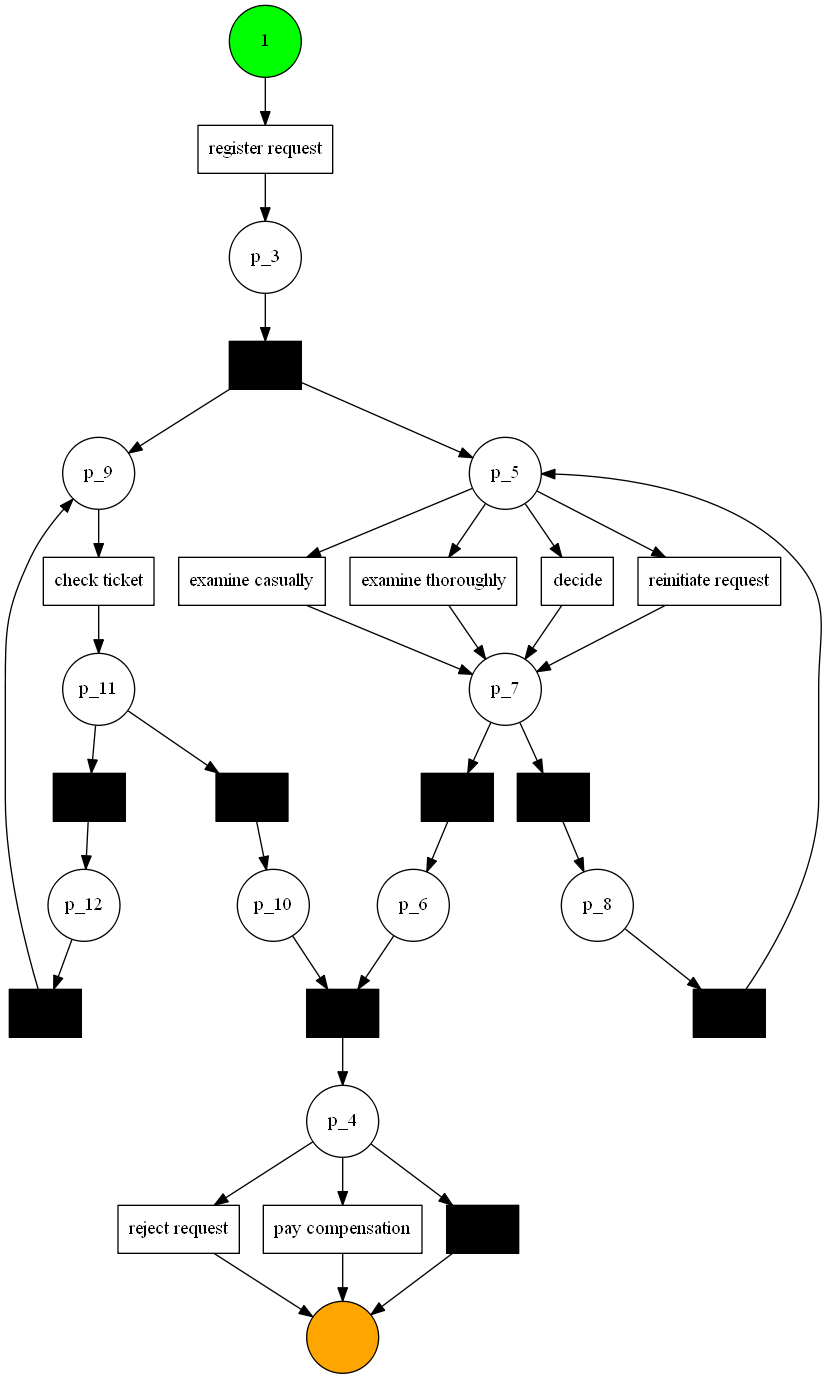 1
register request
p_3
p_9
p_5
check ticket
examine casually
examine thoroughly
decide
reinitiate request
p_11
p_7
p_12
p_10
p_6
p_8
p_4
reject request
pay compensation